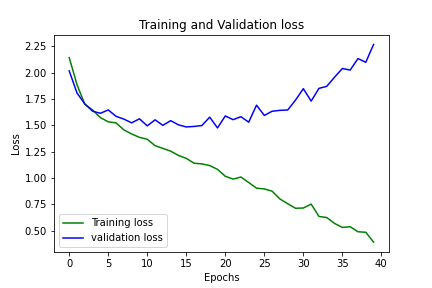 Training and Validation loss
2.25
2.00
1.75
1.50
1.25
1.00
0.75
0.50
Loss
Training loss
validation loss
0 5 10 15 20 25 30 35 40
Epochs